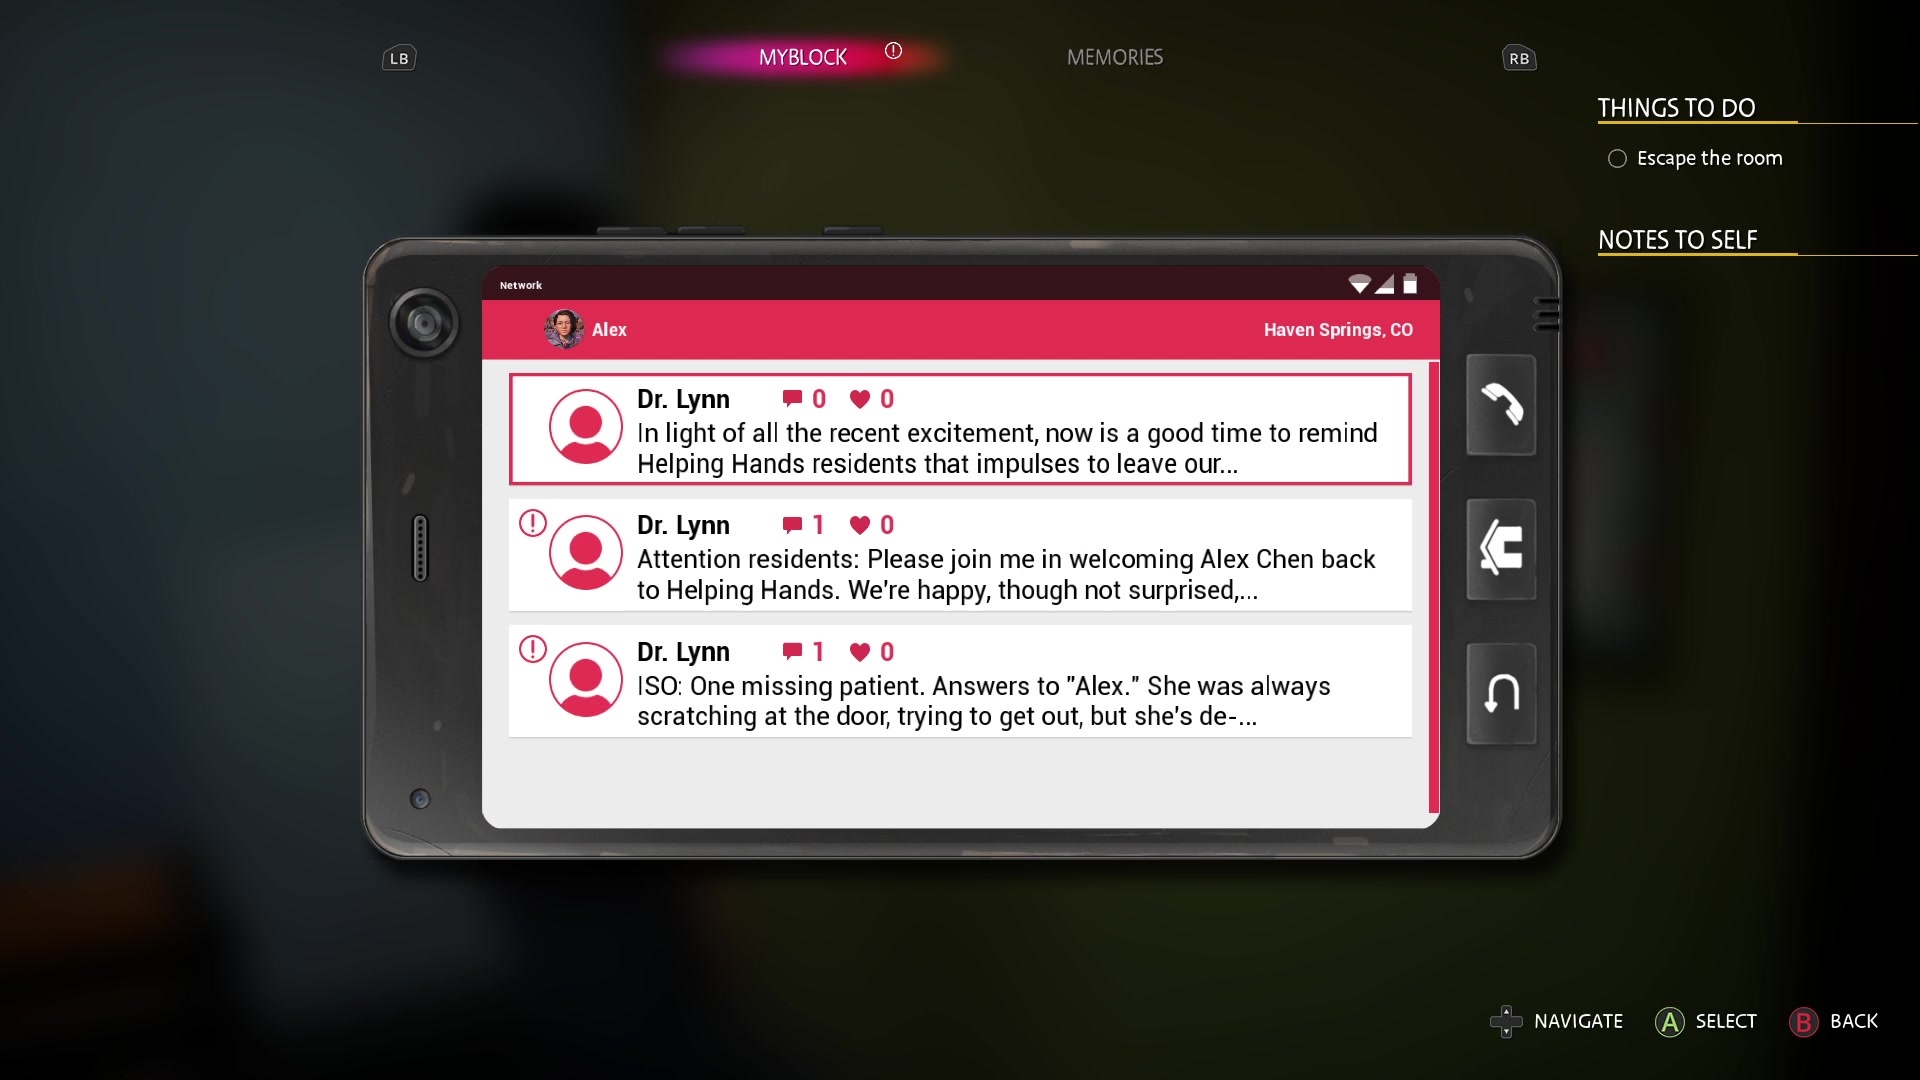 LB
MYBLOCK
MEMORIES
RB
THINGS TO DO
Escape the room
NOTES TO SELF
Network
Alex
Haven Springs, CO
Dr. Lynn 0 0
In light of all the recent excitement, now is a good time to remind
Helping Hands residents that impulses to leave our...
Dr. Lynn 1 0
Attention residents: Please join me in welcoming Alex Chen back
to Helping Hands. We're happy, though not surprised,...
Dr. Lynn 1 0
ISO: One missing patient. Answers to "Alex." She was always
scratching at the door, trying to get out, but she's de-...
NAVIGATE
A SELECT
B BACK